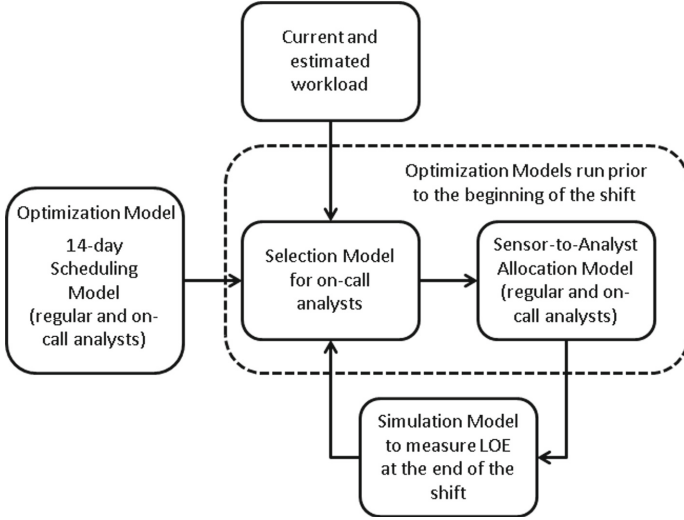 Current and
estimated
workload
Optimization Models run prior
to the beginning of the shift
Optimization Model
14-day
Scheduling
Model
(regular and on-
call analysts)
Selection Model
for on-call
analysts
Sensor-to-Analyst
Allocation Model
(regular and on-
call analysts)
Simulation Model
to measure LOE
at the end of the
shift